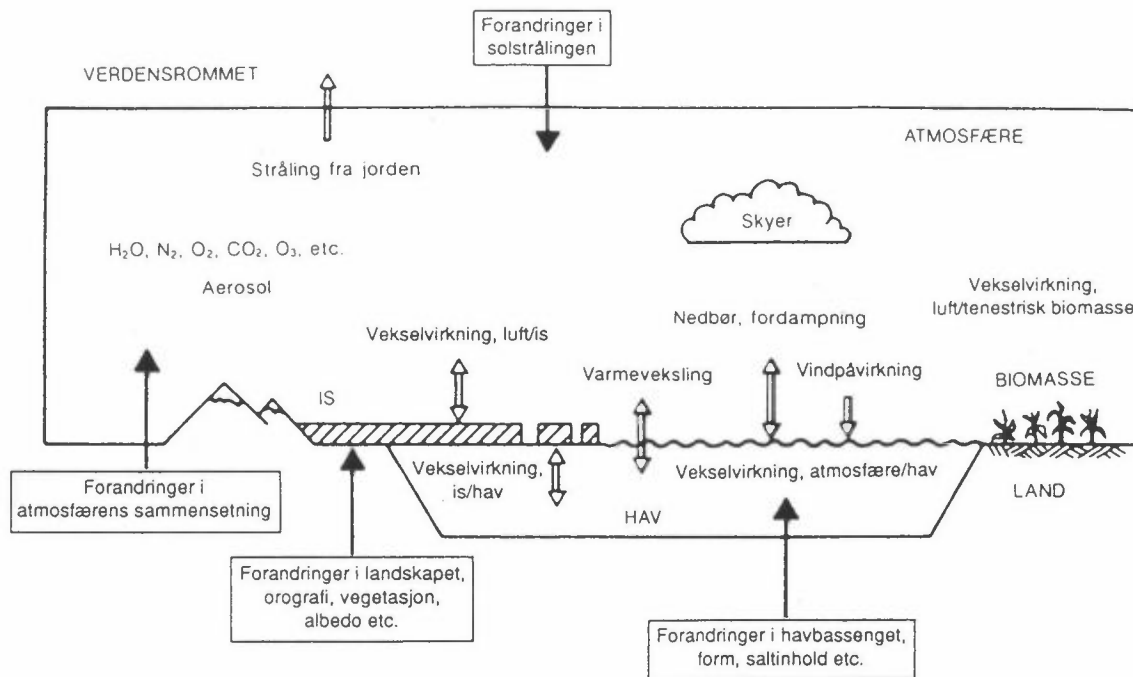 Forandringer i
solstrålingen
VERDENSROMMET
ATMOSFÆRE
Stråling fra jorden
Skyer
H₂O, N₂, O₂, CO₂, O₃, etc.
Aerosol
Vekselvirkning,
luft/tenestrisk biomasse
Nedbør, fordampning
Vekselvirkning, luft/is
Varmeveksling
Vindpåvirkning
IS
BIOMASSE
Vekselvirkning,
is/hav
Vekselvirkning, atmosfære/hav
LAND
HAV
Forandringer i
atmosfærens sammensetning
Forandringer i landskapet,
orografi, vegetasjon,
albedo etc.
Forandringer i havbassenget,
form, saltinhold etc.